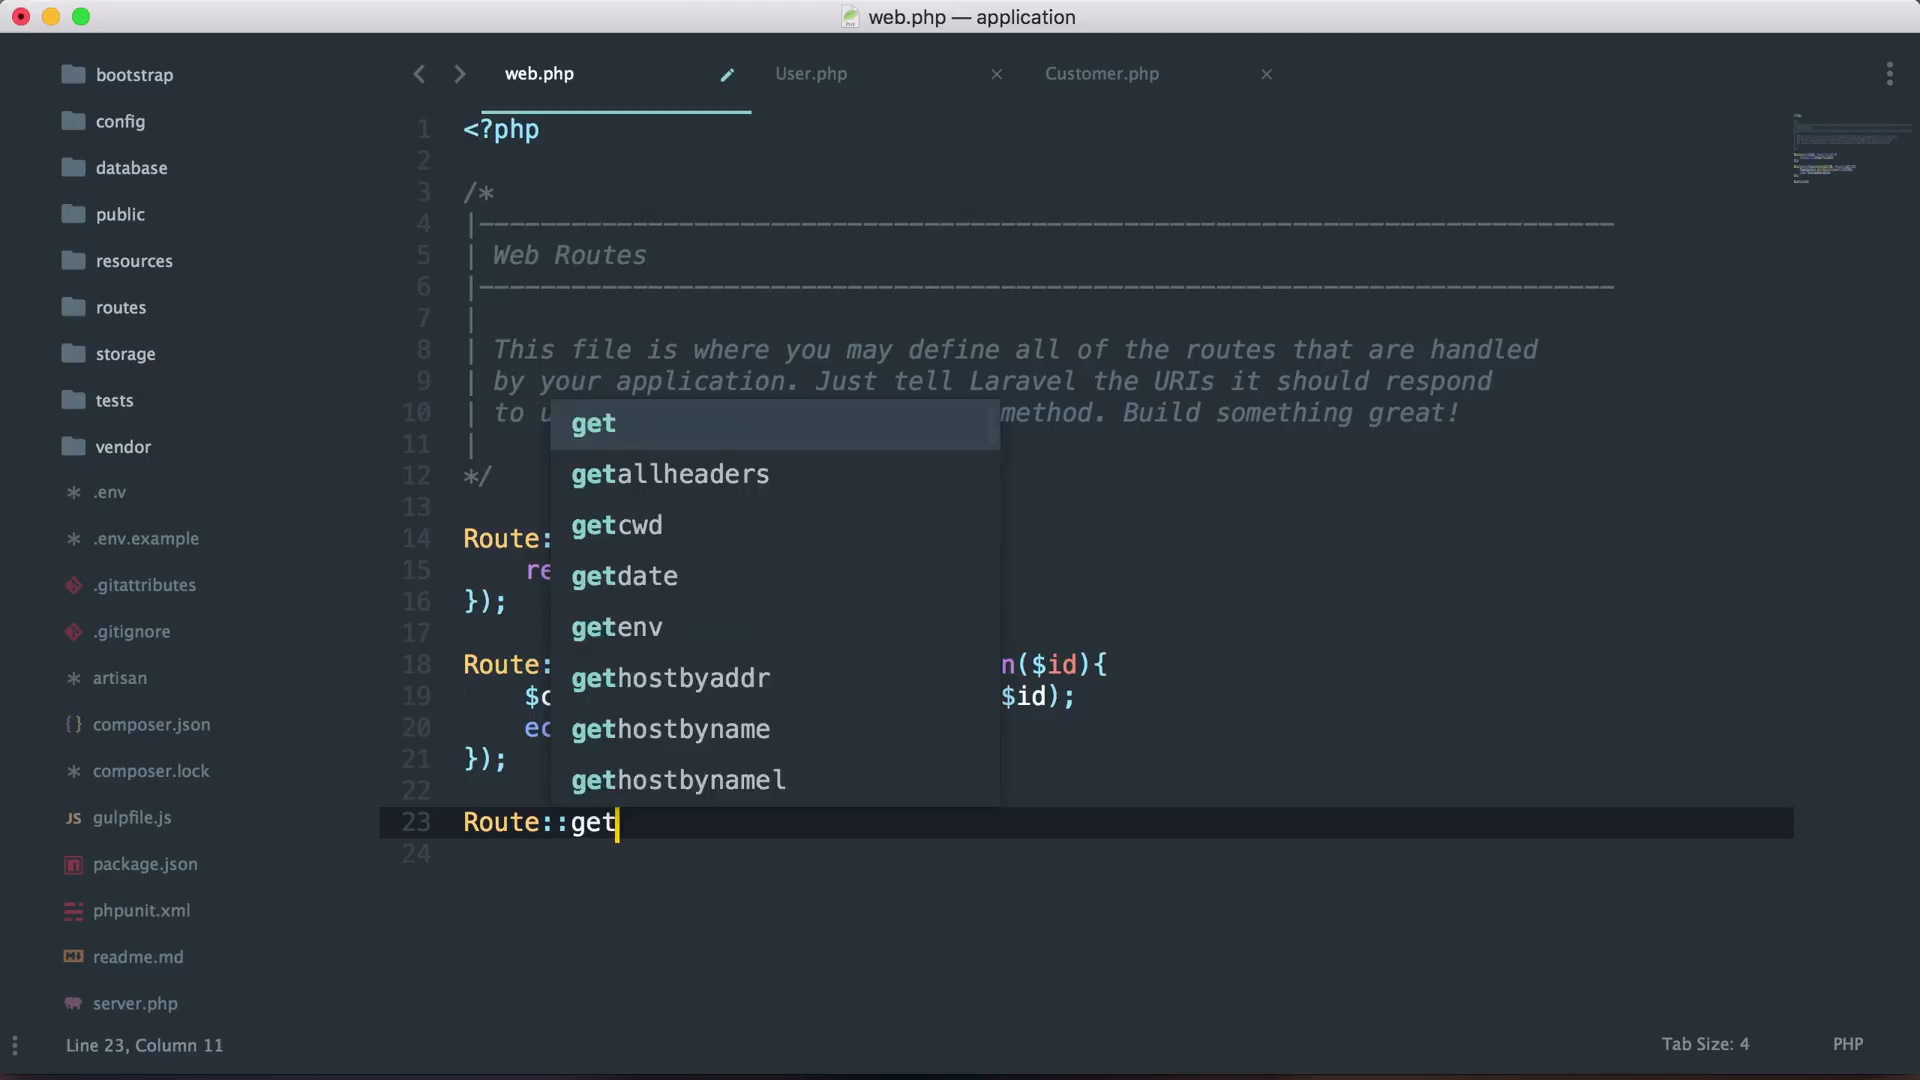 web.php — application
bootstrap
config
database
public
resources
routes
storage
tests
vendor
.env
.env.example
.gitattributes
.gitignore
artisan
composer.json
composer.lock
gulpfile.js
package.json
phpunit.xml
readme.md
server.php
web.php User.php Customer.php
1 <?php
2
3 /*
4 |--------------------------------------------------------------------------
5 | Web Routes
6 |--------------------------------------------------------------------------
7 |
8 | This file is where you may define all of the routes that are handled
9 | by your application. Just tell Laravel the URIs it should respond
10 | to u method. Build something great!
11 |
12 */
13
14 Route:
15 re
16 });
17
18 Route: n($id){
19 $c $id);
20 ec
21 });
22
23 Route::get
24
get
getallheaders
getcwd
getdate
getenv
gethostbyaddr
gethostbyname
gethostbynamel
Line 23, Column 11
Tab Size: 4 PHP